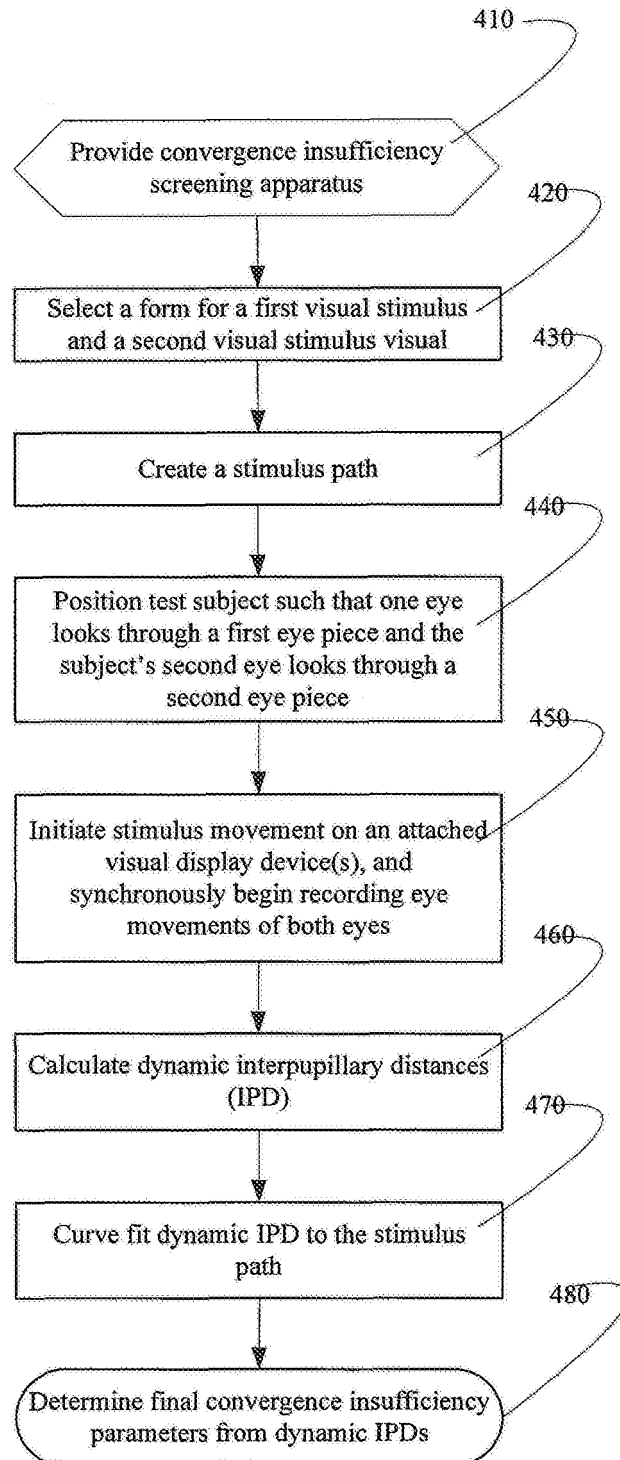 410
Provide convergence insufficiency
screening apparatus
420
Select a form for a first visual stimulus
and a second visual stimulus visual
430
Create a stimulus path
440
Position test subject such that one eye
looks through a first eye piece and the
subject's second eye looks through a
second eye piece
450
Initiate stimulus movement on an attached
visual display device(s), and
synchronously begin recording eye
movements of both eyes
460
Calculate dynamic interpupillary distances
(IPD)
470
Curve fit dynamic IPD to the stimulus
path
480
Determine final convergence insufficiency
parameters from dynamic IPDs